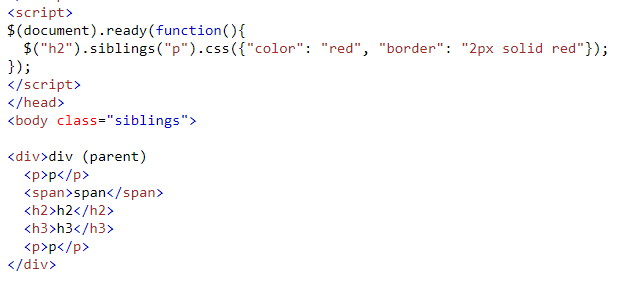 <script>
$(document).ready(function(){
  $("h2").siblings("p").css({"color": "red", "border": "2px solid red"});
});
</script>
</head>
<body class="siblings">

<div>div (parent)
  <p>p</p>
  <span>span</span>
  <h2>h2</h2>
  <h3>h3</h3>
  <p>p</p>
</div>